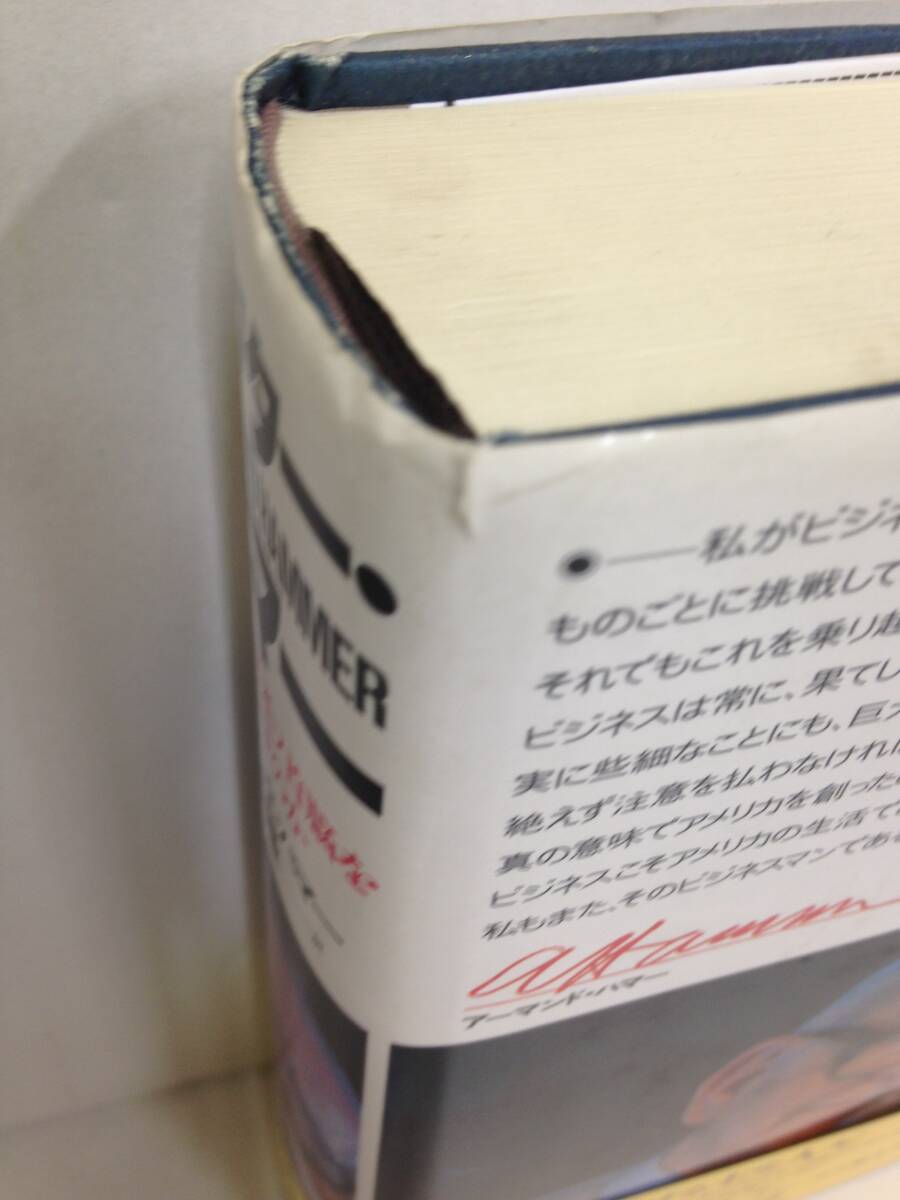 HAMMER
●――私がビジネ
ものごとに挑戦して
それでもこれを乗り越
ビジネスは常に、果てし
実に些細なことにも、巨大
絶えず注意を払わなければ
真の意味でアメリカを創った
ビジネスこそアメリカの生活で
私もまた、そのビジネスマンである
アーマンド・ハマー